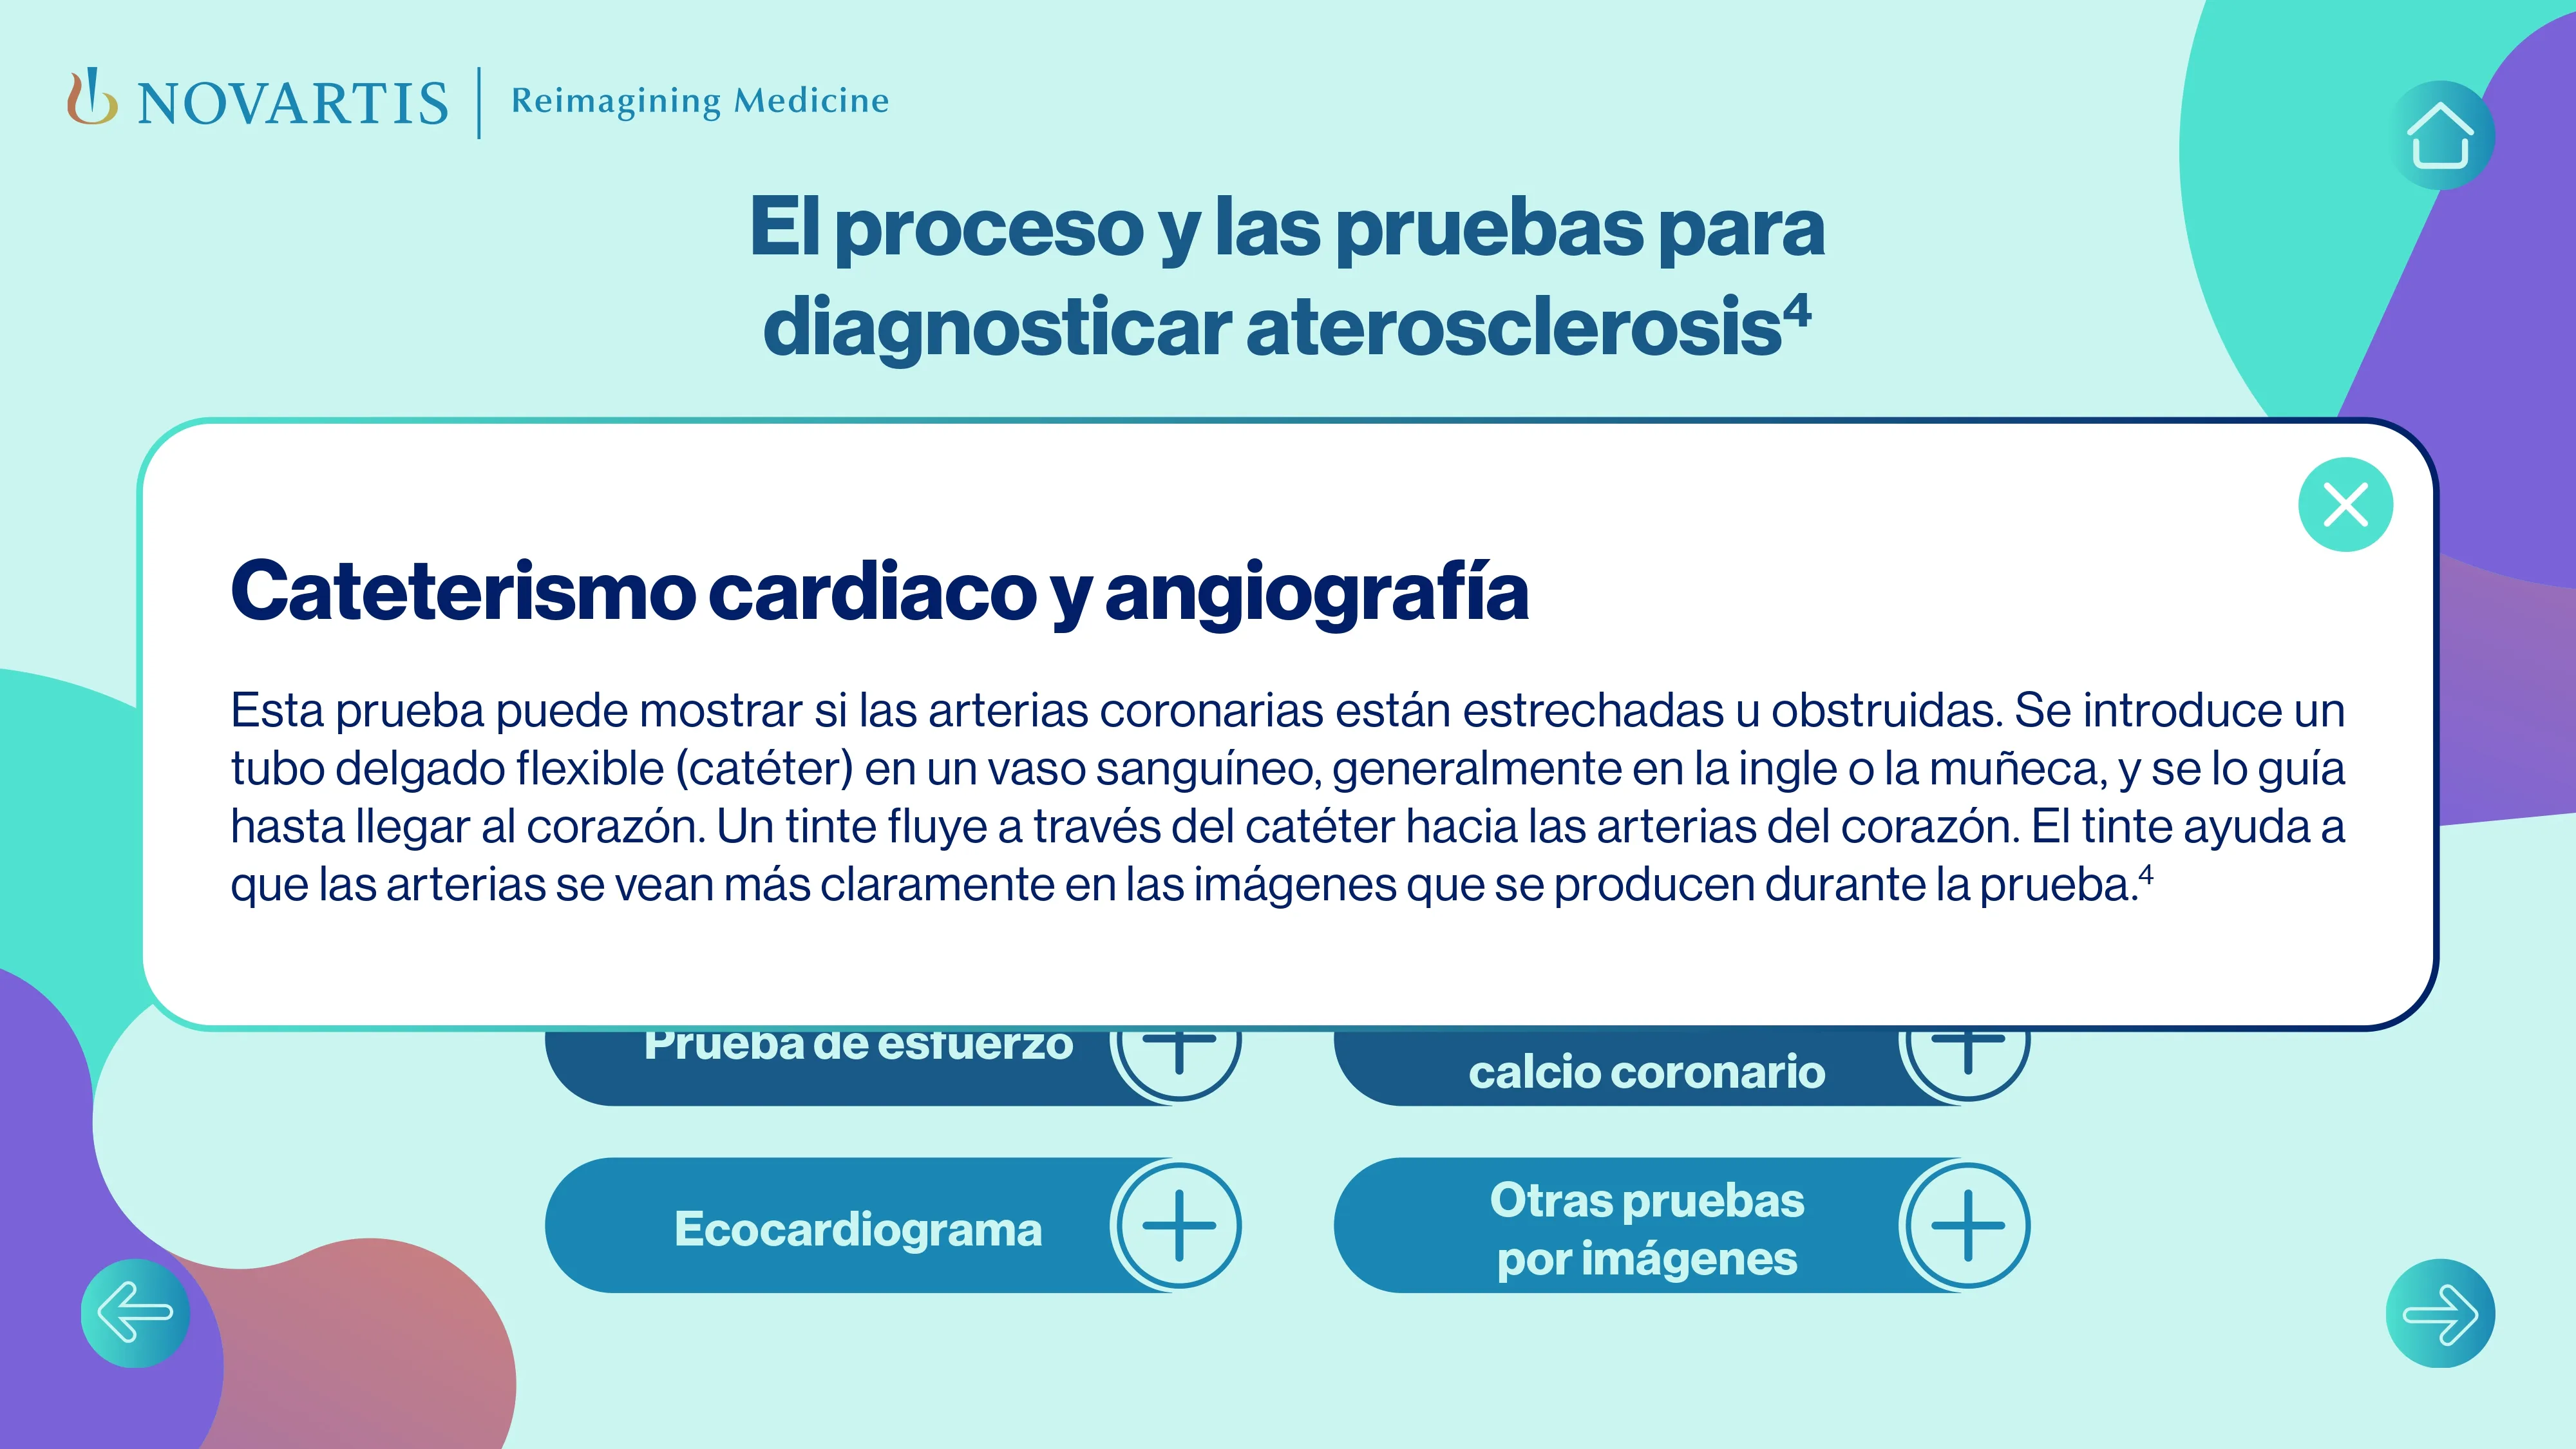 NOVARTIS | Reimagining Medicine
El proceso y las pruebas para
diagnosticar aterosclerosis⁴
Cateterismo cardiaco y angiografía
Esta prueba puede mostrar si las arterias coronarias están estrechadas u obstruidas. Se introduce un
tubo delgado flexible (catéter) en un vaso sanguíneo, generalmente en la ingle o la muñeca, y se lo guía
hasta llegar al corazón. Un tinte fluye a través del catéter hacia las arterias del corazón. El tinte ayuda a
que las arterias se vean más claramente en las imágenes que se producen durante la prueba.⁴
Prueba de esfuerzo
calcio coronario
Ecocardiograma
Otras pruebas
por imágenes